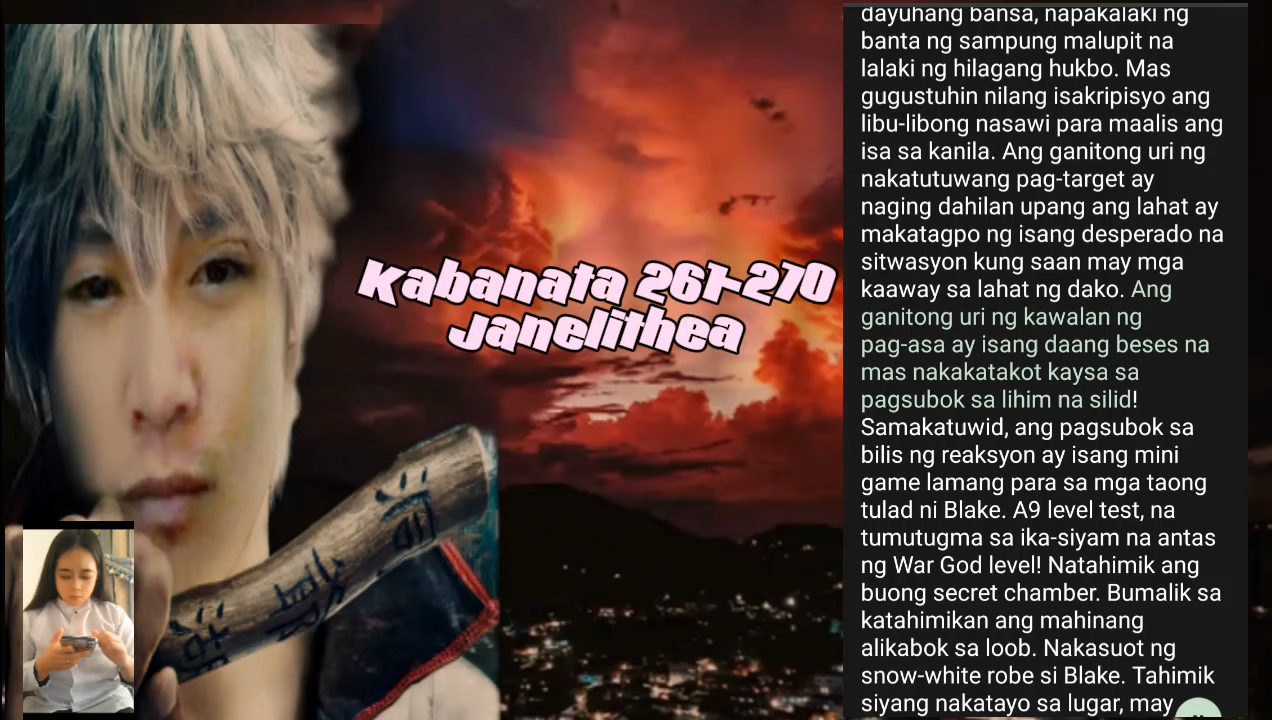 Kabanata 261-270
Janelithea
dayuhang bansa, napakalaki ng
banta ng sampung malupit na
lalaki ng hilagang hukbo. Mas
gugustuhin nilang isakripisyo ang
libu-libong nasawi para maalis ang
isa sa kanila. Ang ganitong uri ng
nakatutuwang pag-target ay
naging dahilan upang ang lahat ay
makatagpo ng isang desperado na
sitwasyon kung saan may mga
kaaway sa lahat ng dako. Ang
ganitong uri ng kawalan ng
pag-asa ay isang daang beses na
mas nakakatakot kaysa sa
pagsubok sa lihim na silid!
Samakatuwid, ang pagsubok sa
bilis ng reaksyon ay isang mini
game lamang para sa mga taong
tulad ni Blake. A9 level test, na
tumutugma sa ika-siyam na antas
ng War God level! Natahimik ang
buong secret chamber. Bumalik sa
katahimikan ang mahinang
alikabok sa loob. Nakasuot ng
snow-white robe si Blake. Tahimik
siyang nakatayo sa lugar, may